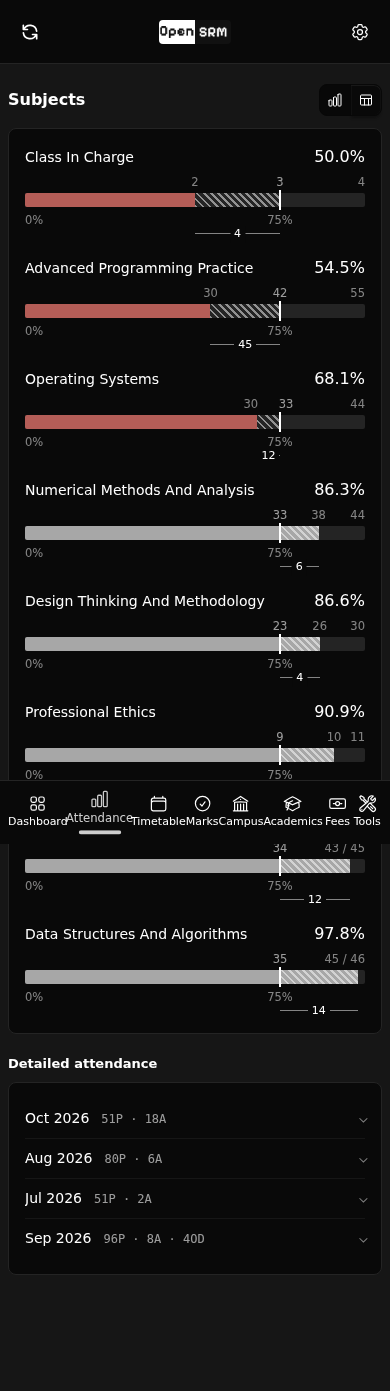 Open SRM
Subjects
Class In Charge 50.0%
2 3 4
0% 75%
4
Advanced Programming Practice 54.5%
30 42 55
0% 75%
45
Operating Systems 68.1%
30 33 44
0% 75%
12
Numerical Methods And Analysis 86.3%
33 38 44
0% 75%
6
Design Thinking And Methodology 86.6%
23 26 30
0% 75%
4
Professional Ethics 90.9%
9 10 11
0% 75%
Dashboard Attendance Timetable Marks Campus Academics Fees Tools
34 43 / 45
0% 75%
12
Data Structures And Algorithms 97.8%
35 45 / 46
0% 75%
14
Detailed attendance
Oct 2026 51P · 18A
Aug 2026 80P · 6A
Jul 2026 51P · 2A
Sep 2026 96P · 8A · 4OD